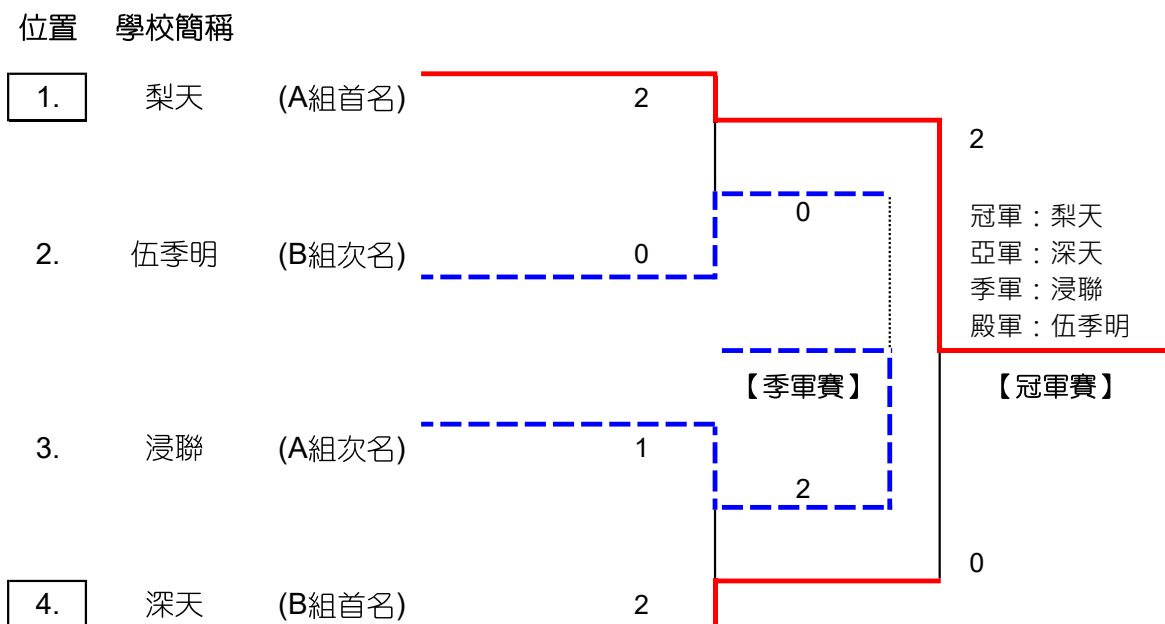 位置 學校簡稱
1. 梨天 (A組首名) 2
2
0
2. 伍季明 (B組次名) 0
冠軍：梨天
亞軍：深天
季軍：浸聯
殿軍：伍季明
【季軍賽】 【冠軍賽】
3. 浸聯 (A組次名) 1
2
0
4. 深天 (B組首名) 2